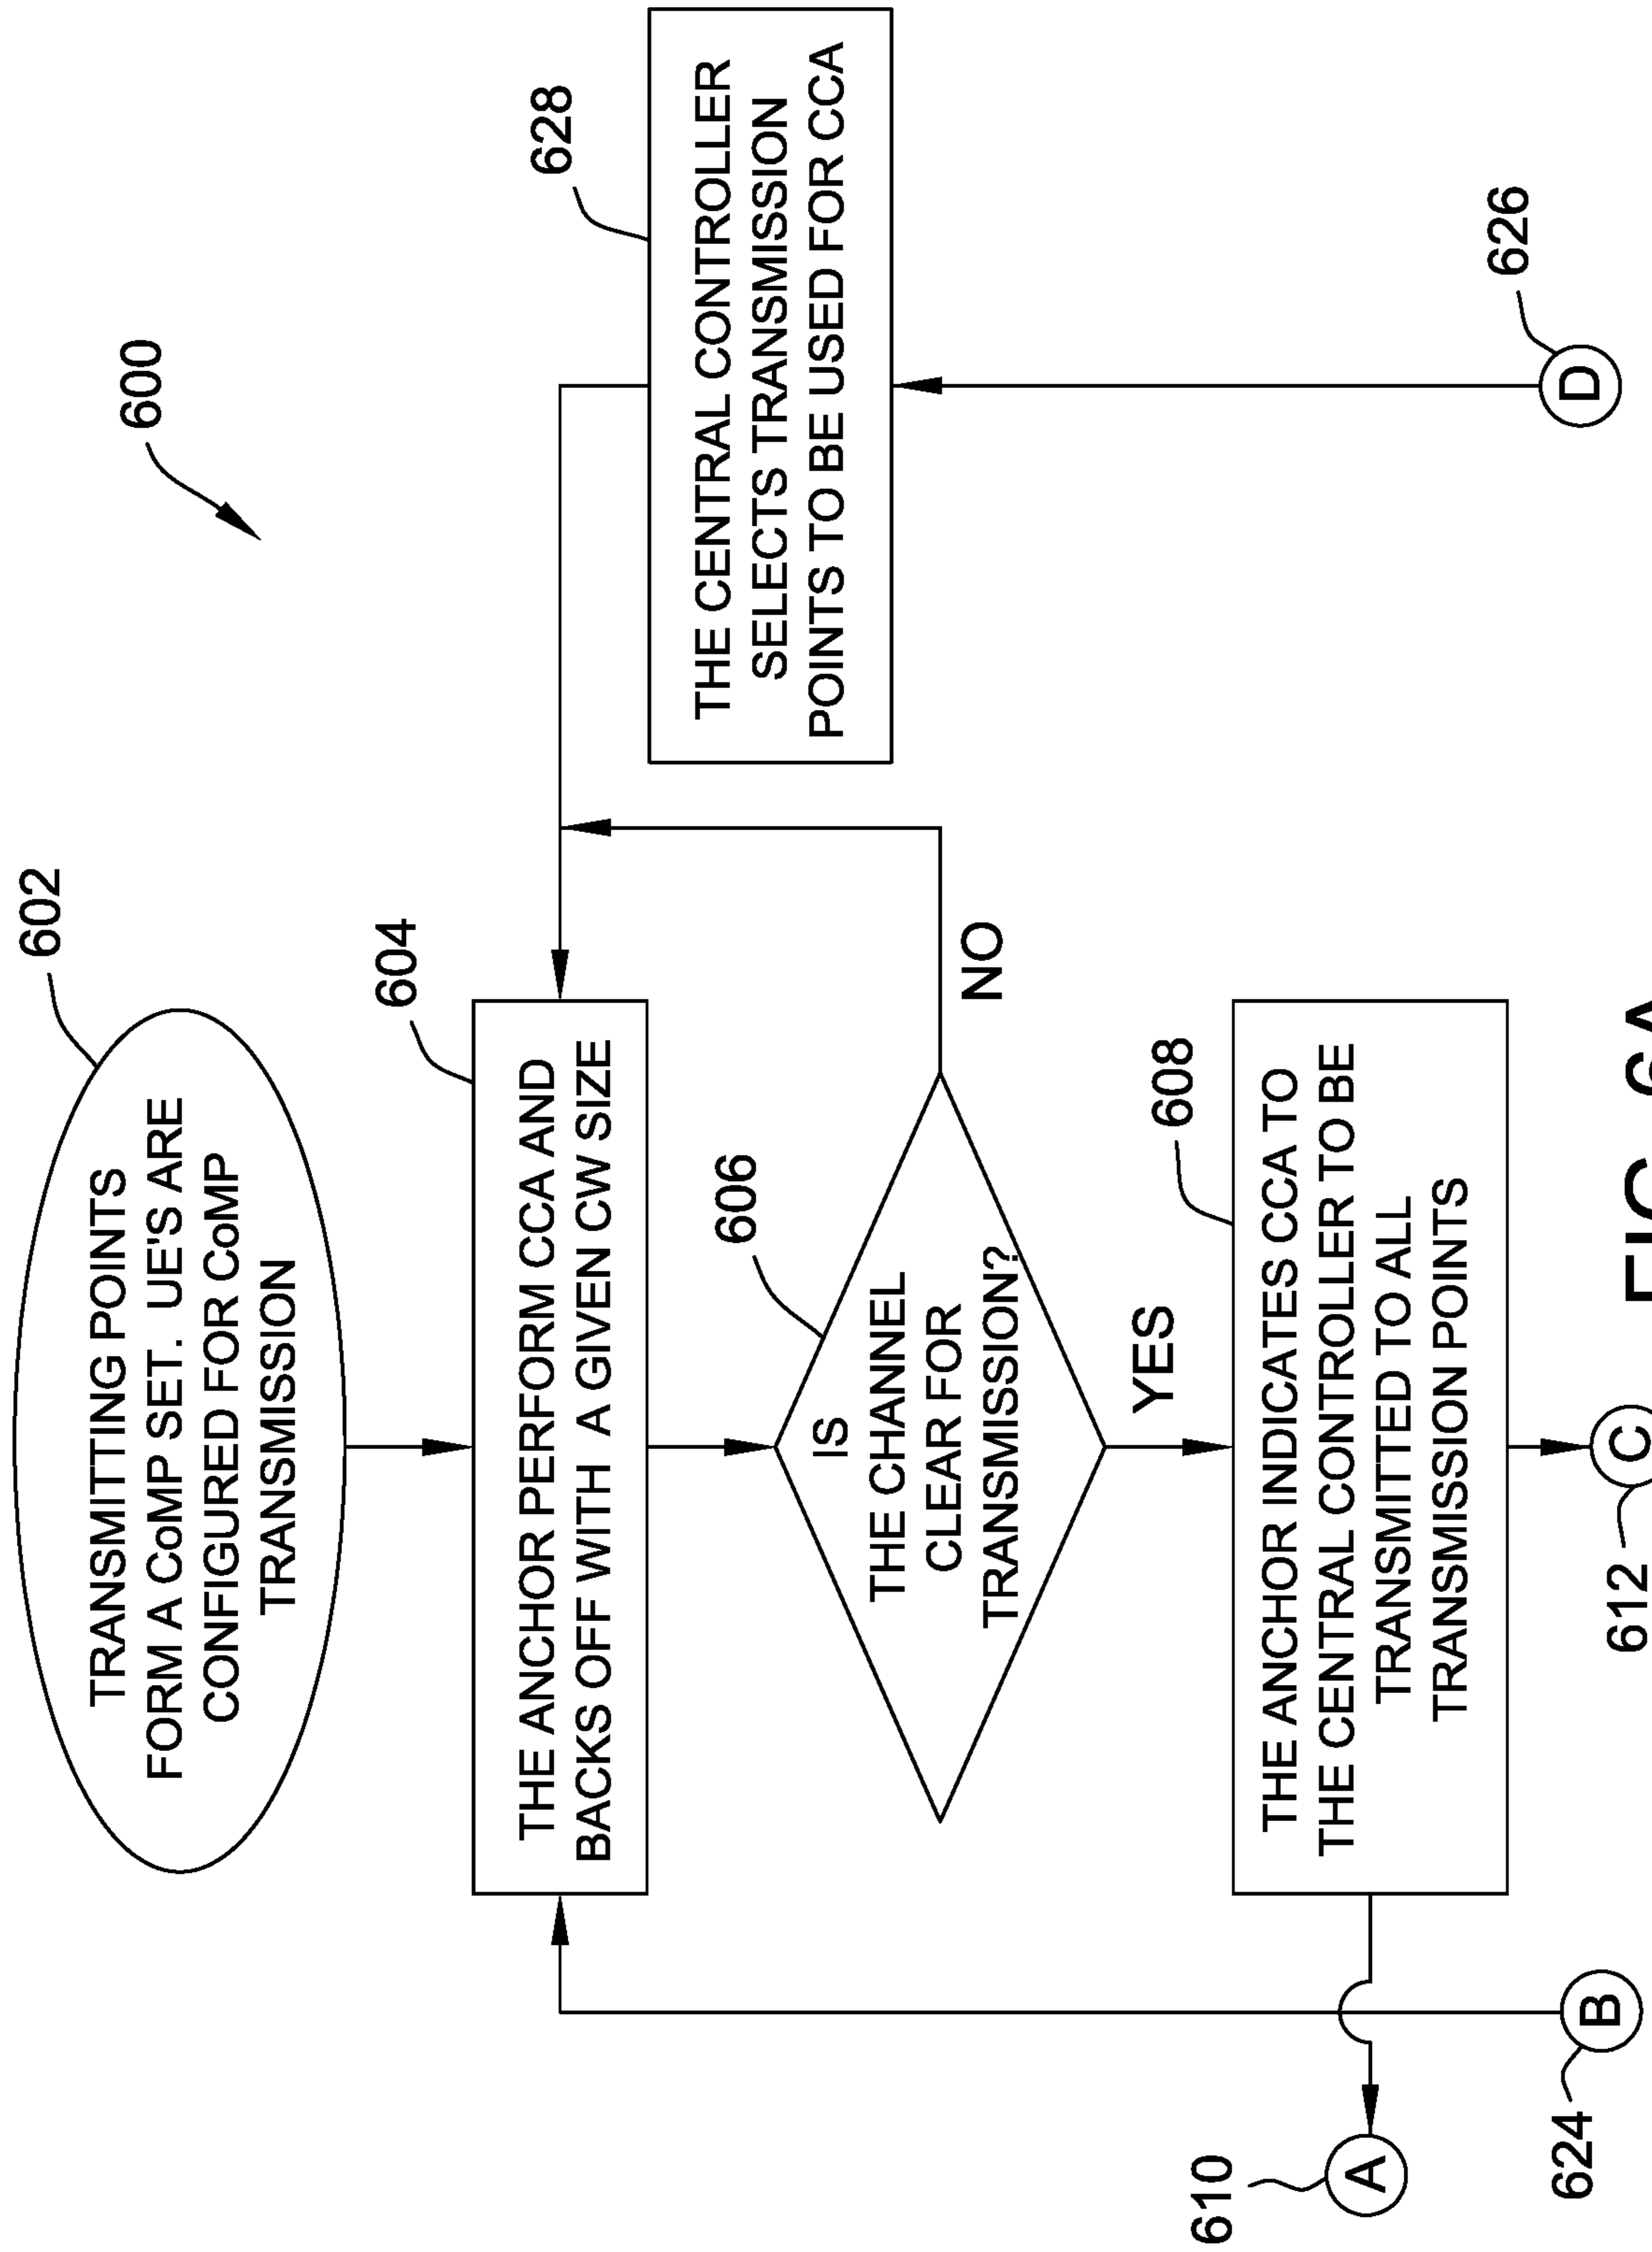 600
602
TRANSMITTING POINTS
FORM A CoMP SET. UE'S ARE
CONFIGURED FOR CoMP
TRANSMISSION
604
THE ANCHOR PERFORM CCA AND
BACKS OFF WITH A GIVEN CW SIZE
606
IS
THE CHANNEL
CLEAR FOR
TRANSMISSION?
NO
YES
608
THE ANCHOR INDICATES CCA TO
THE CENTRAL CONTROLLER TO BE
TRANSMITTED TO ALL
TRANSMISSION POINTS
628
THE CENTRAL CONTROLLER
SELECTS TRANSMISSION
POINTS TO BE USED FOR CCA
610
A
624
B
612
C
626
D
FIG. 6A